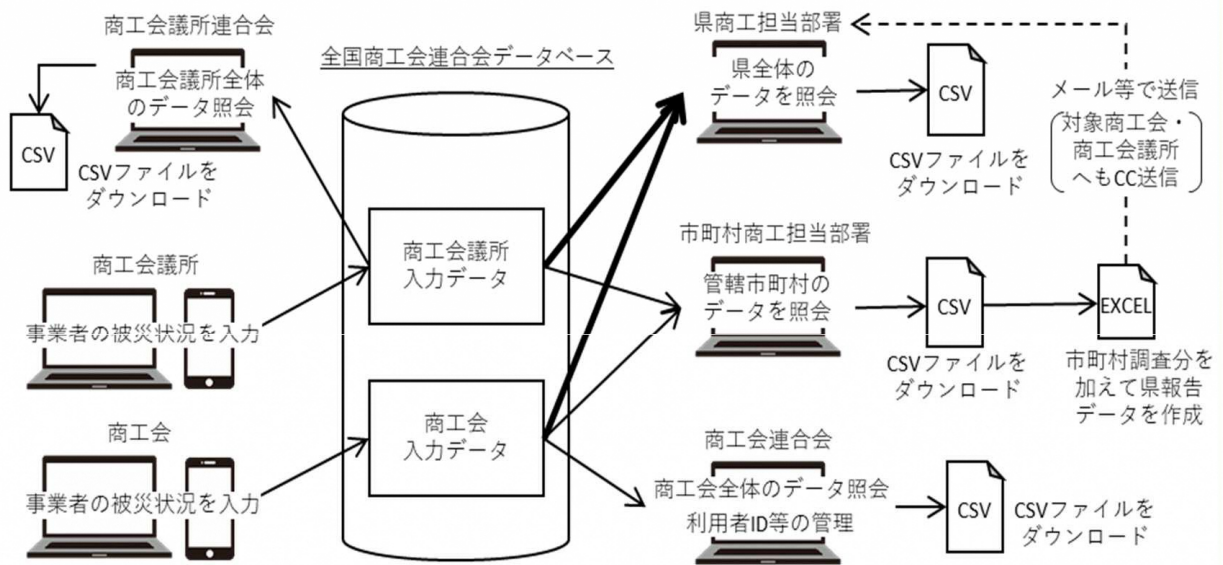 商工会議所連合会
商工会議所全体
のデータ照会
CSV
CSVファイルを
ダウンロード
商工会議所
事業者の被災状況を入力
商工会
事業者の被災状況を入力
全国商工会連合会データベース
商工会議所
入力データ
商工会
入力データ
県商工担当部署
県全体の
データを照会
CSV
CSVファイルを
ダウンロード
メール等で送信
対象商工会・
商工会議所
へもCC送信
市町村商工担当部署
管轄市町村の
データを照会
CSV
CSVファイルを
ダウンロード
EXCEL
市町村調査分を
加えて県報告
データを作成
商工会連合会
商工会全体のデータ照会
利用者ID等の管理
CSV
CSVファイルを
ダウンロード